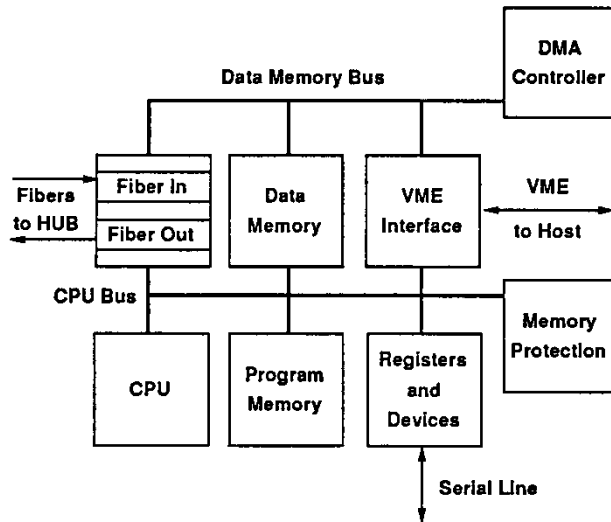 DMA
Controller
Data Memory Bus
Fibers
to HUB
Fiber In
Fiber Out
Data
Memory
VME
Interface
VME
to Host
CPU Bus
Memory
Protection
CPU
Program
Memory
Registers
and
Devices
Serial Line